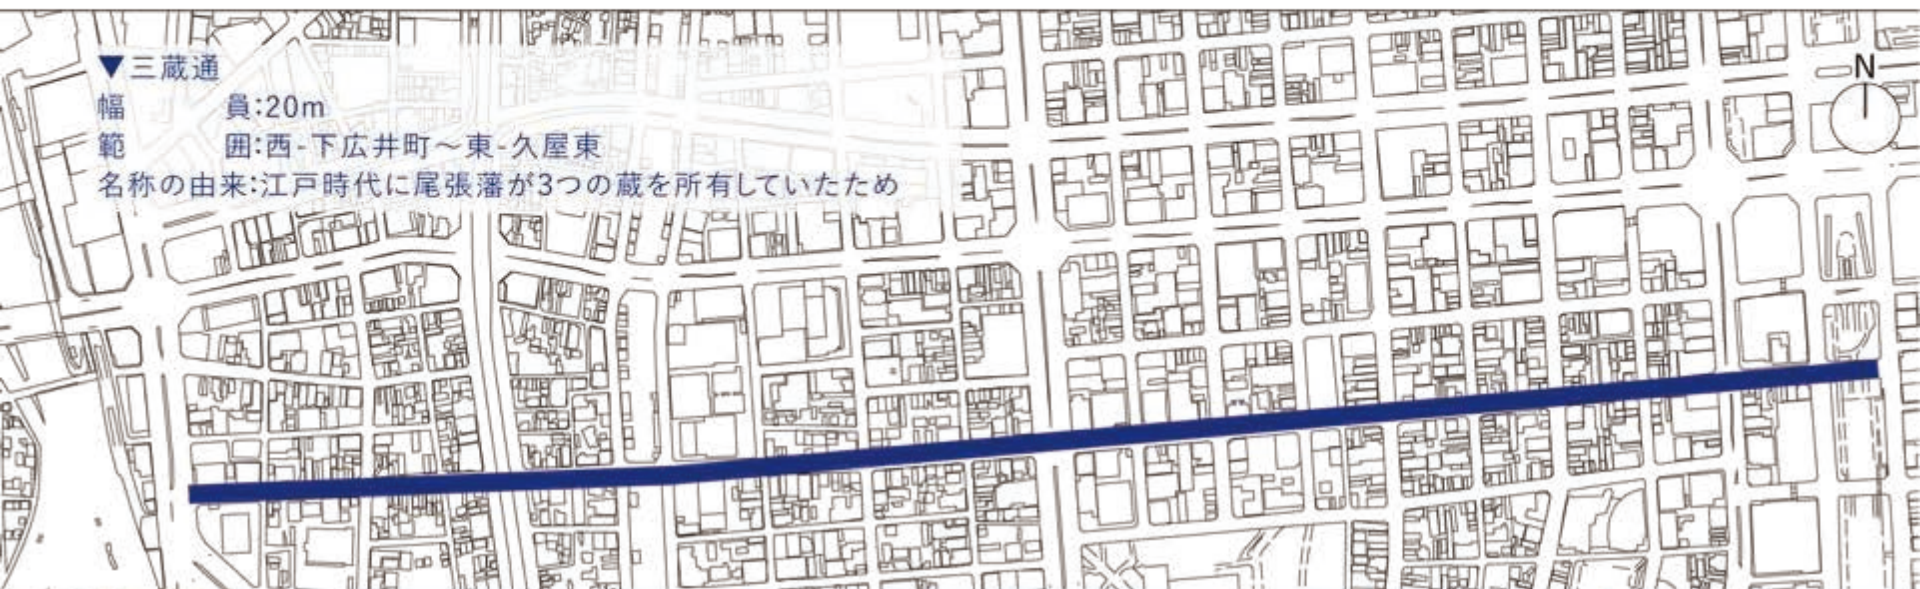 ▼三蔵通
幅　　　員:20m
範　　　囲:西-下広井町〜東-久屋東
名称の由来:江戸時代に尾張藩が3つの蔵を所有していたため
N